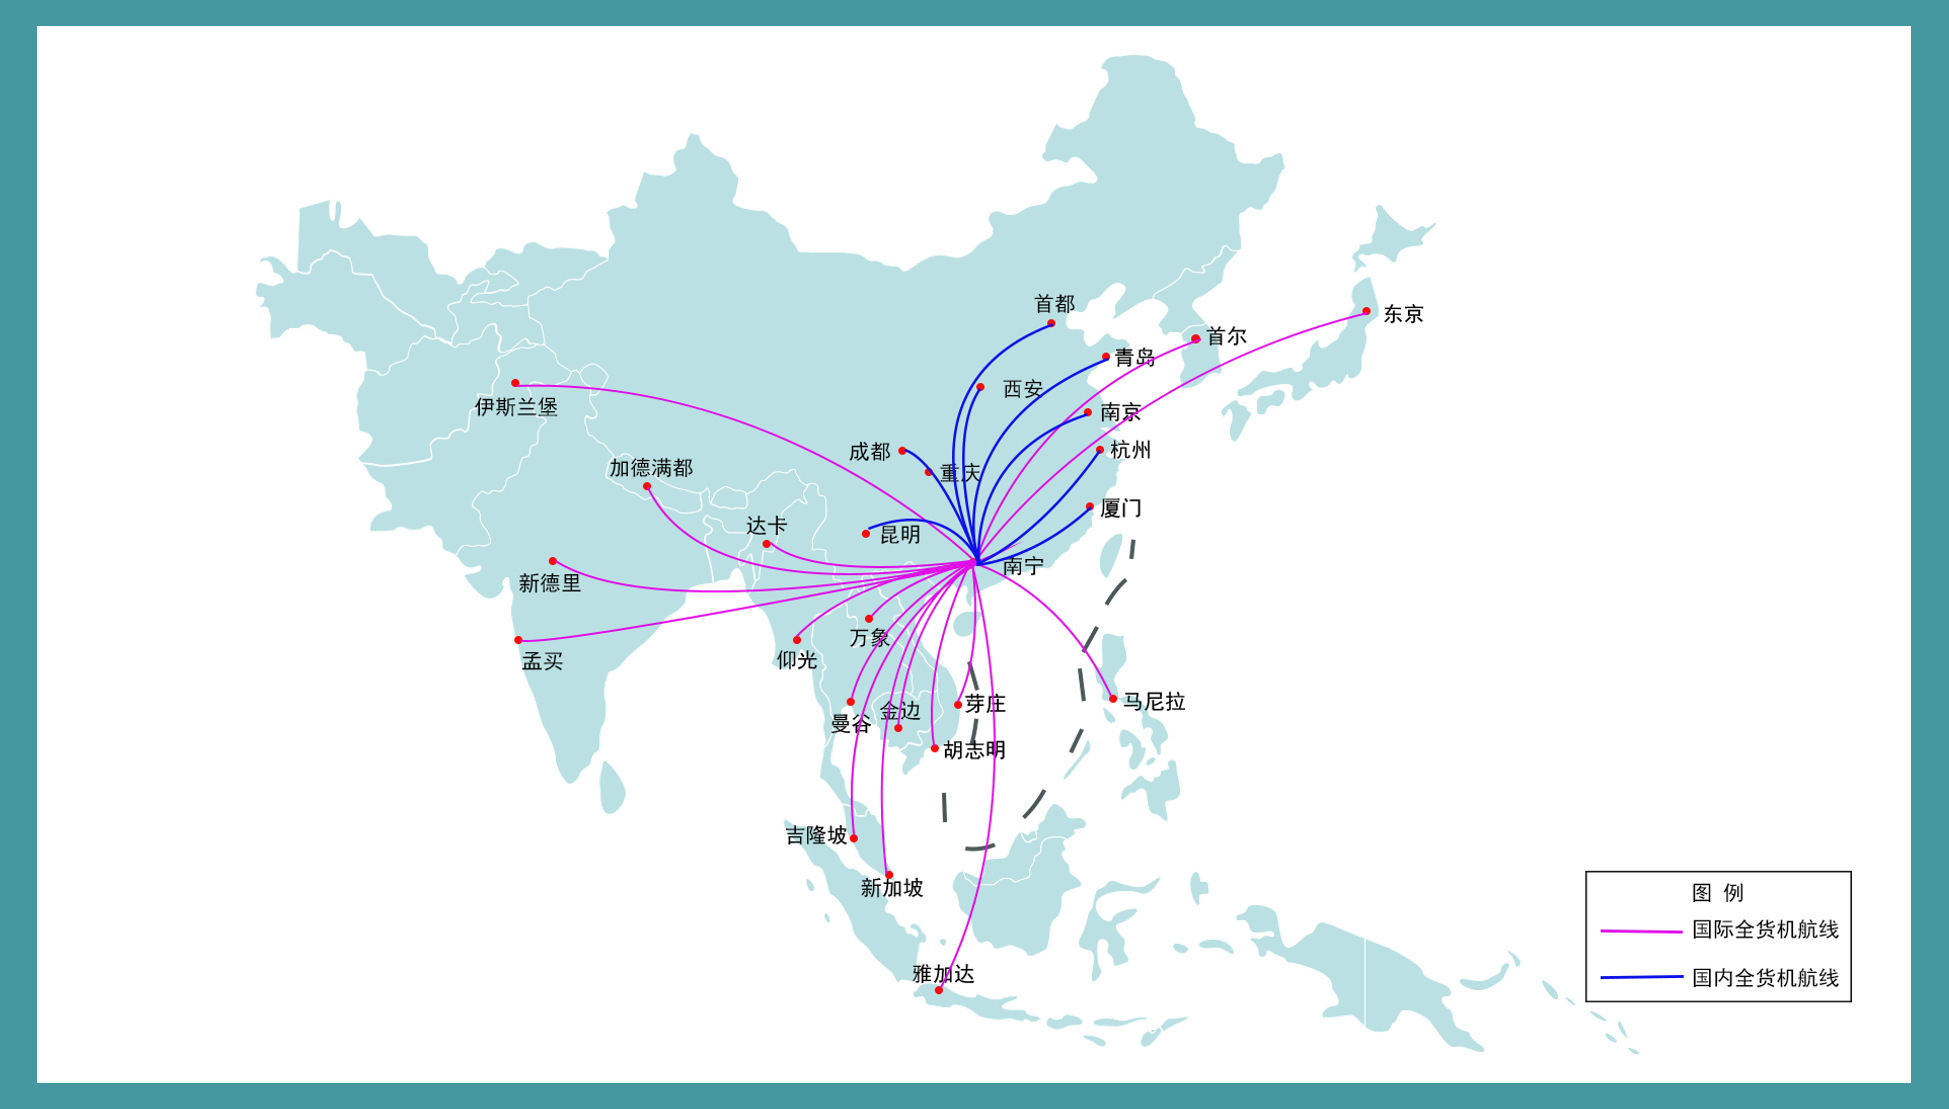 首都
东京
首尔
青岛
西安
伊斯兰堡
南京
杭州
成都
加德满都
重庆
厦门
达卡
昆明
南宁
新德里
万象
仰光
孟买
马尼拉
芽庄
金边
曼谷
胡志明
吉隆坡
新加坡
雅加达
图 例
国际全货机航线
国内全货机航线